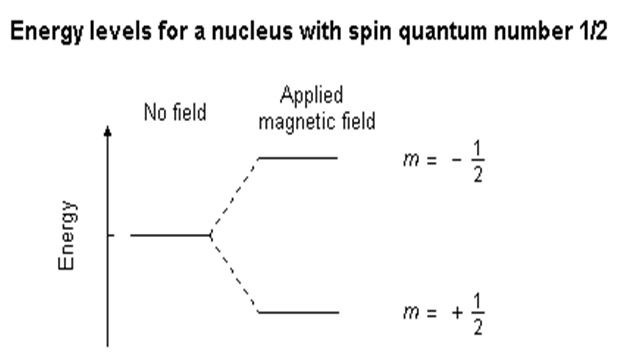 Energy levels for a nucleus with spin quantum number 1/2
No field
Applied
magnetic field
m = - 1/2
Energy
m = + 1/2